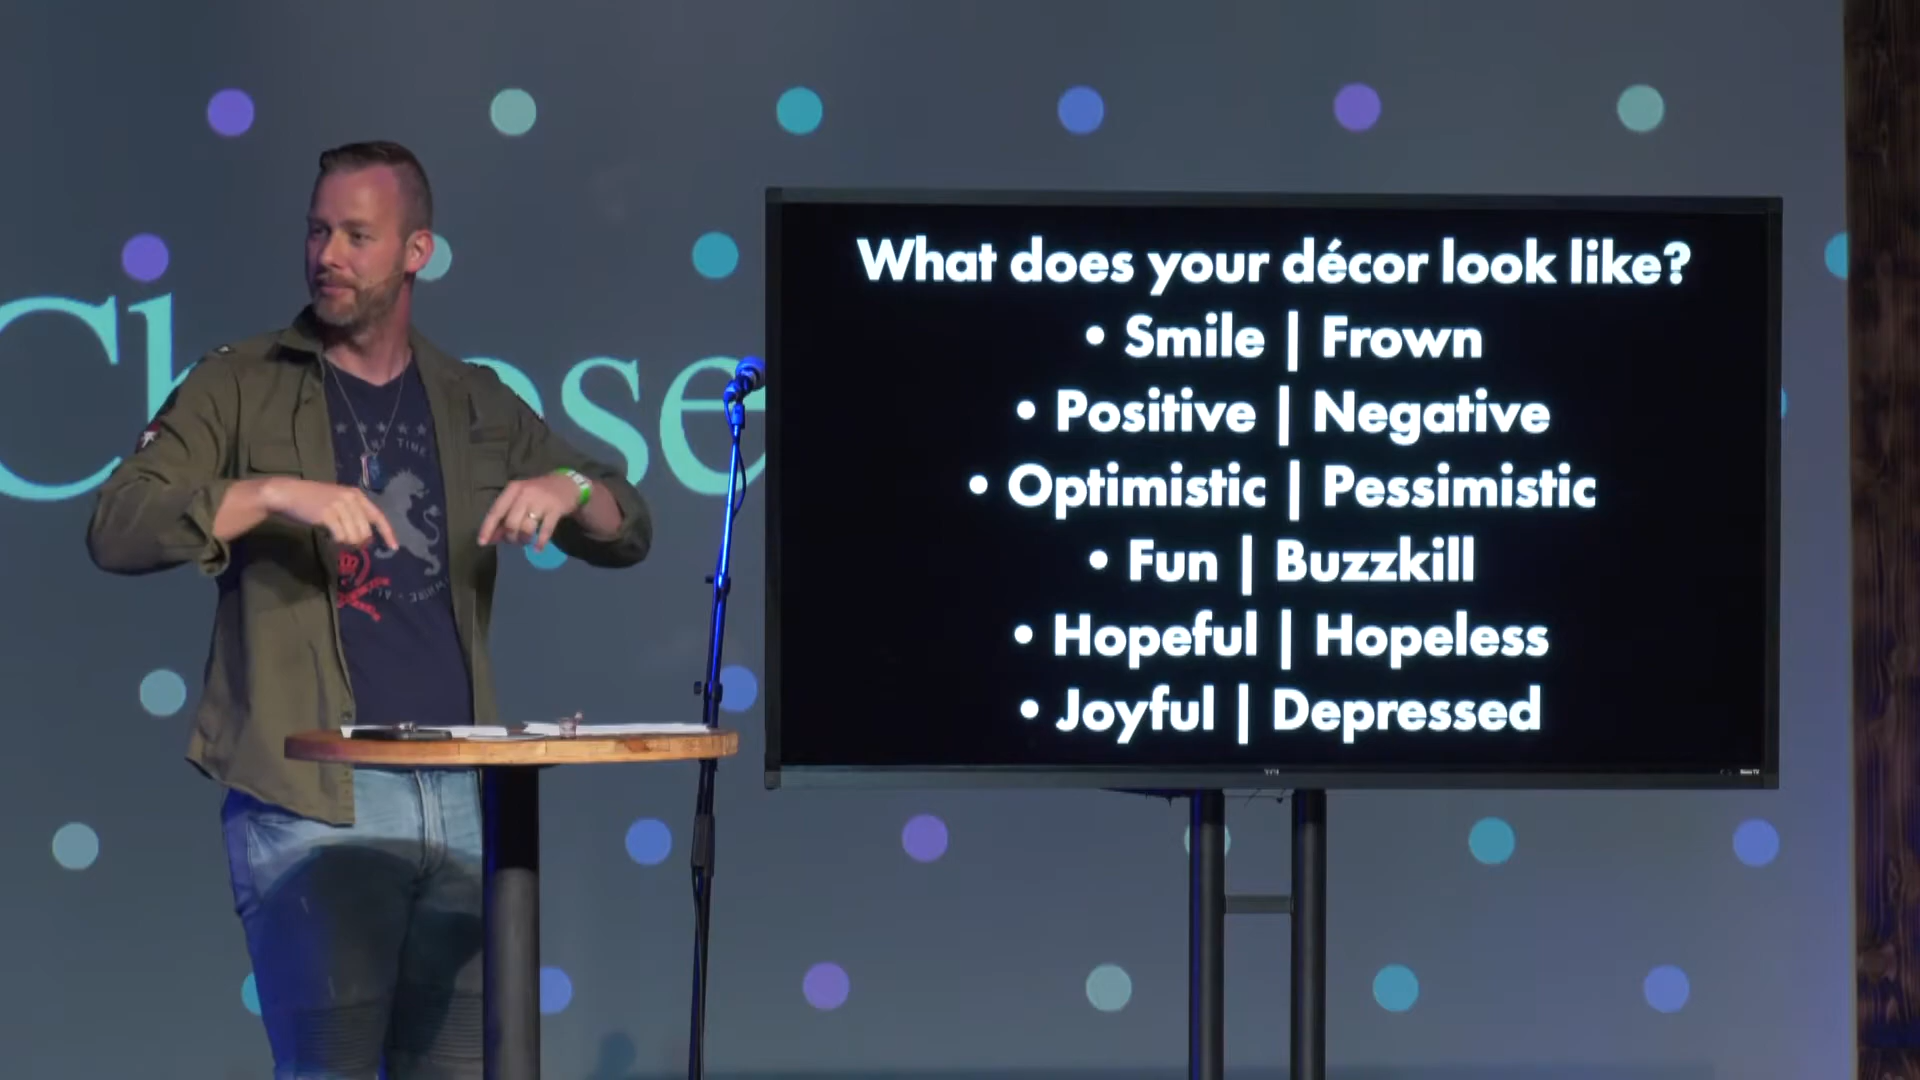 What does your décor look like?
• Smile | Frown
• Positive | Negative
• Optimistic | Pessimistic
• Fun | Buzzkill
• Hopeful | Hopeless
• Joyful | Depressed